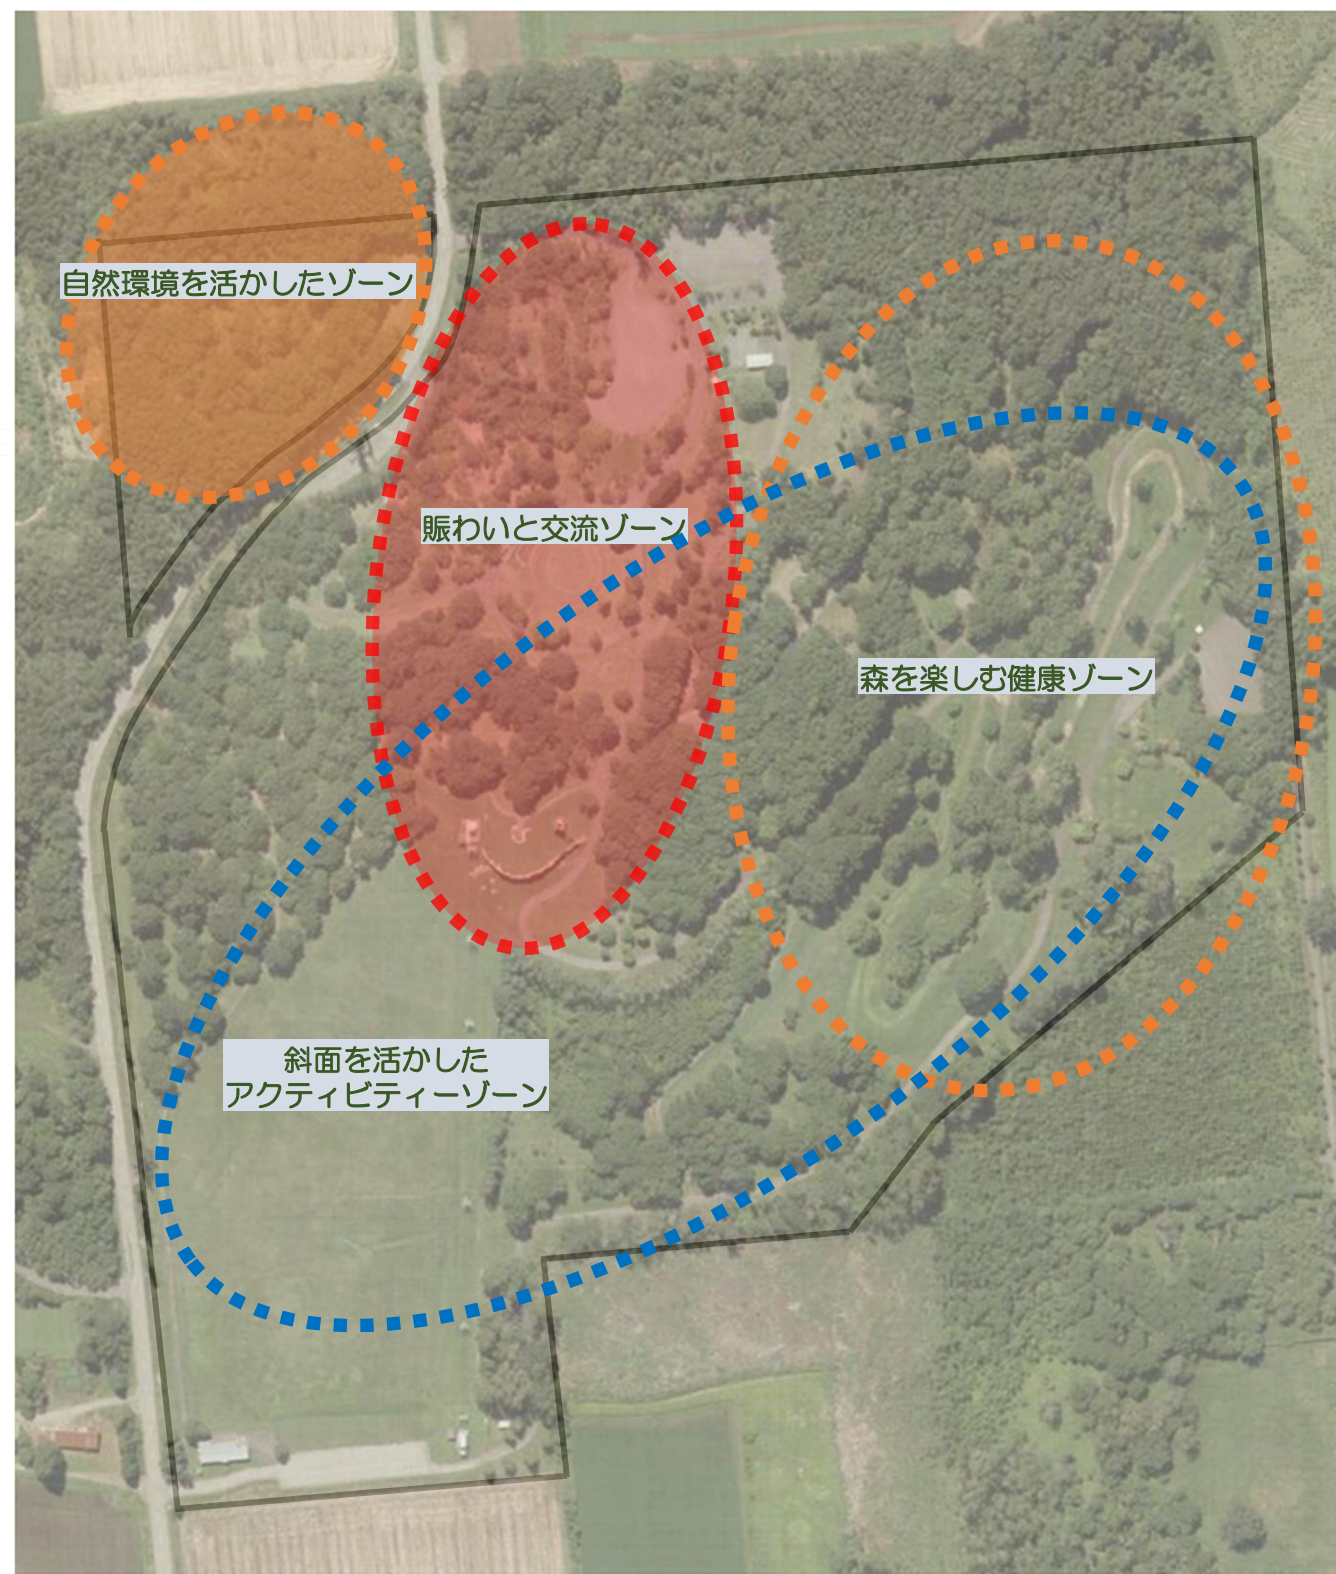 自然環境を活かしたゾーン
賑わいと交流ゾーン
森を楽しむ健康ゾーン
斜面を活かした
アクティビティーゾーン